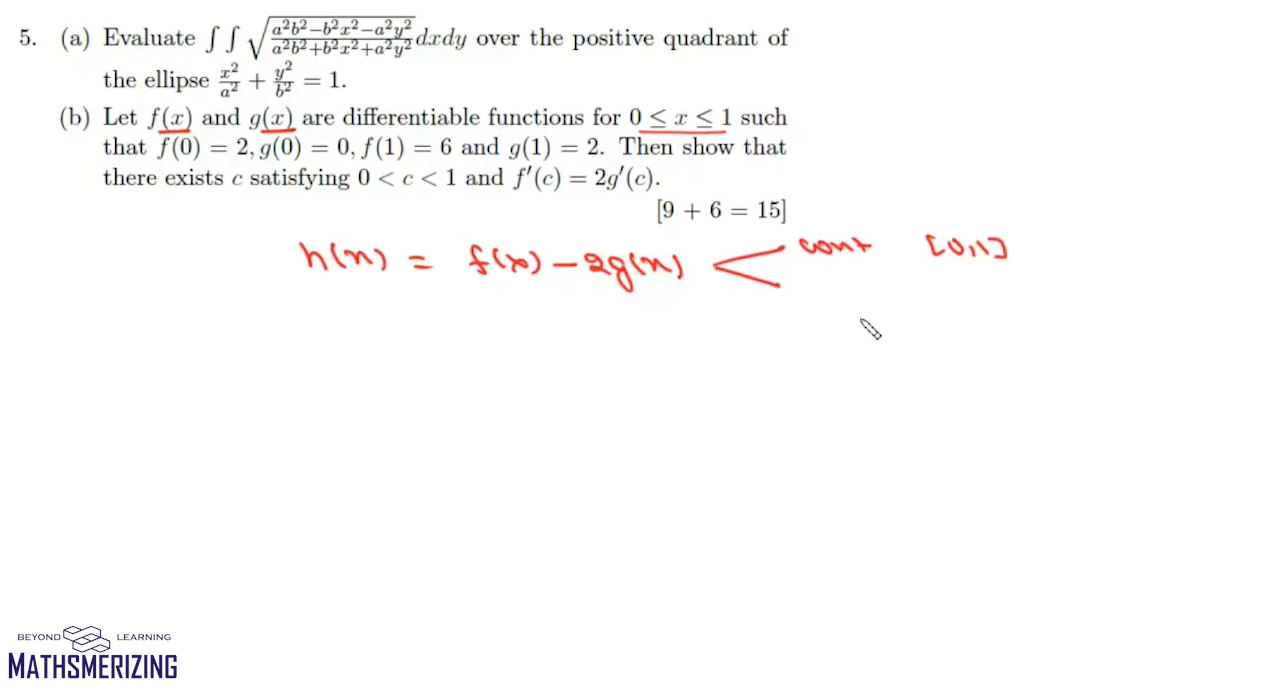 5. (a) Evaluate ∫ ∫ √((a²b²−b²x²−a²y²)/(a²b²+b²x²+a²y²)) dxdy over the positive quadrant of
the ellipse x²/a² + y²/b² = 1.
(b) Let f(x) and g(x) are differentiable functions for 0 ≤ x ≤ 1 such
that f(0) = 2, g(0) = 0, f(1) = 6 and g(1) = 2. Then show that
there exists c satisfying 0 < c < 1 and f′(c) = 2g′(c).
[9 + 6 = 15]
h(x) = f(x) − 2g(x) < cont [0,1]
BEYOND LEARNING
MATHSMERIZING